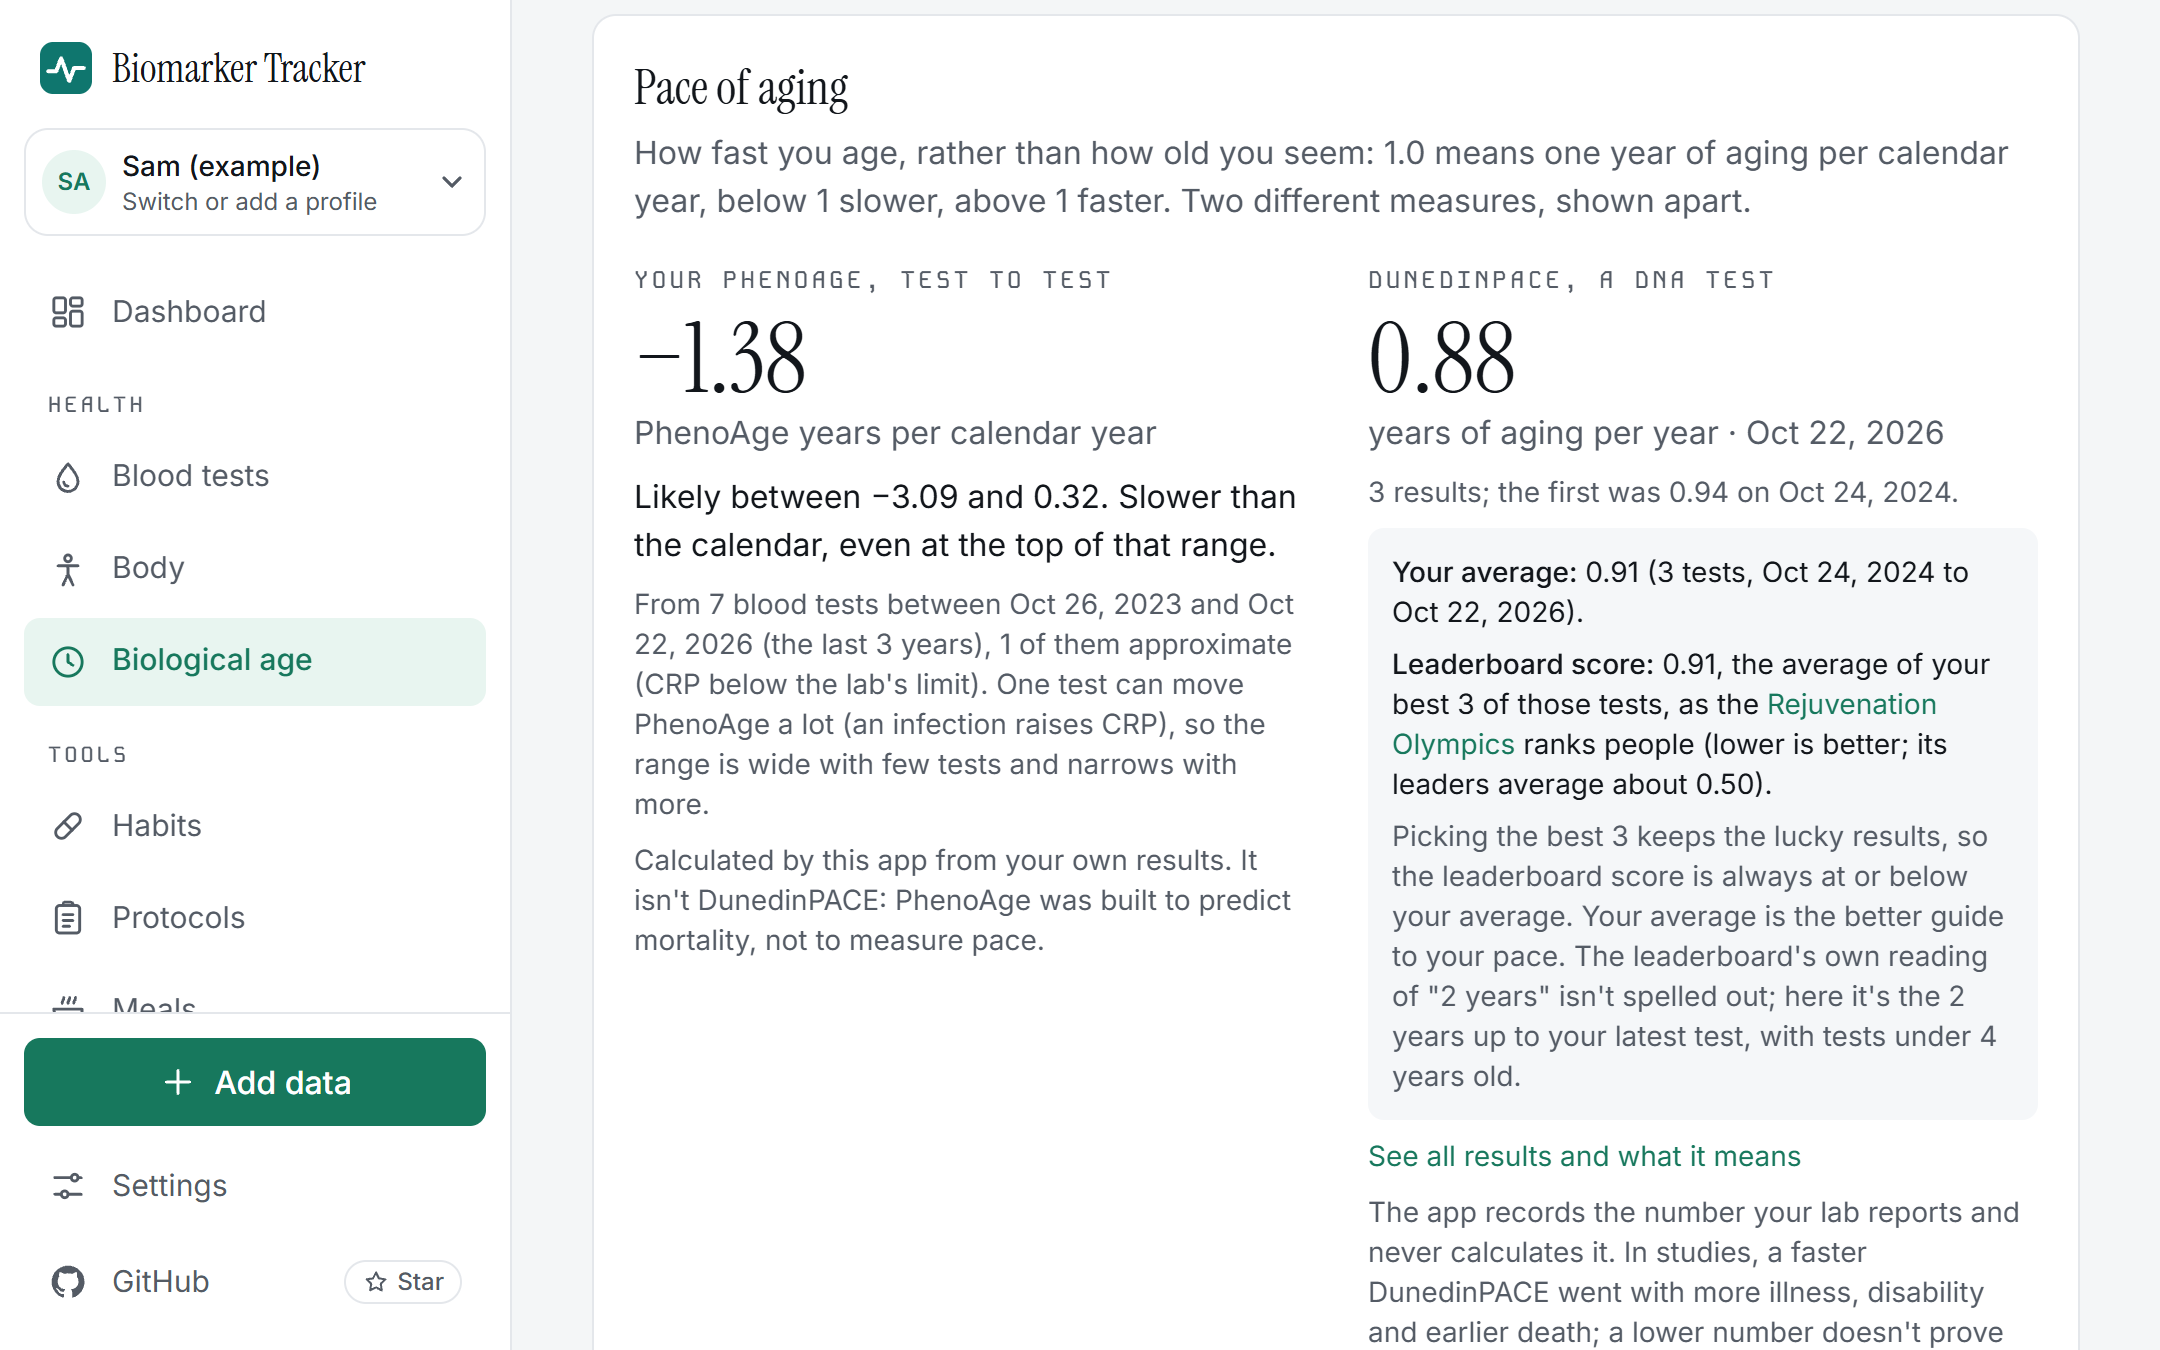 Biomarker Tracker
SA
Sam (example)
Switch or add a profile
Dashboard
HEALTH
Blood tests
Body
Biological age
TOOLS
Habits
Protocols
Meals
+ Add data
Settings
GitHub
Star
Pace of aging
How fast you age, rather than how old you seem: 1.0 means one year of aging per calendar
year, below 1 slower, above 1 faster. Two different measures, shown apart.
YOUR PHENOAGE, TEST TO TEST
−1.38
PhenoAge years per calendar year
Likely between −3.09 and 0.32. Slower than
the calendar, even at the top of that range.
From 7 blood tests between Oct 26, 2023 and Oct
22, 2026 (the last 3 years), 1 of them approximate
(CRP below the lab's limit). One test can move
PhenoAge a lot (an infection raises CRP), so the
range is wide with few tests and narrows with
more.
Calculated by this app from your own results. It
isn't DunedinPACE: PhenoAge was built to predict
mortality, not to measure pace.
DUNEDINPACE, A DNA TEST
0.88
years of aging per year · Oct 22, 2026
3 results; the first was 0.94 on Oct 24, 2024.
Your average: 0.91 (3 tests, Oct 24, 2024 to
Oct 22, 2026).
Leaderboard score: 0.91, the average of your
best 3 of those tests, as the Rejuvenation
Olympics ranks people (lower is better; its
leaders average about 0.50).
Picking the best 3 keeps the lucky results, so
the leaderboard score is always at or below
your average. Your average is the better guide
to your pace. The leaderboard's own reading
of "2 years" isn't spelled out; here it's the 2
years up to your latest test, with tests under 4
years old.
See all results and what it means
The app records the number your lab reports and
never calculates it. In studies, a faster
DunedinPACE went with more illness, disability
and earlier death; a lower number doesn't prove